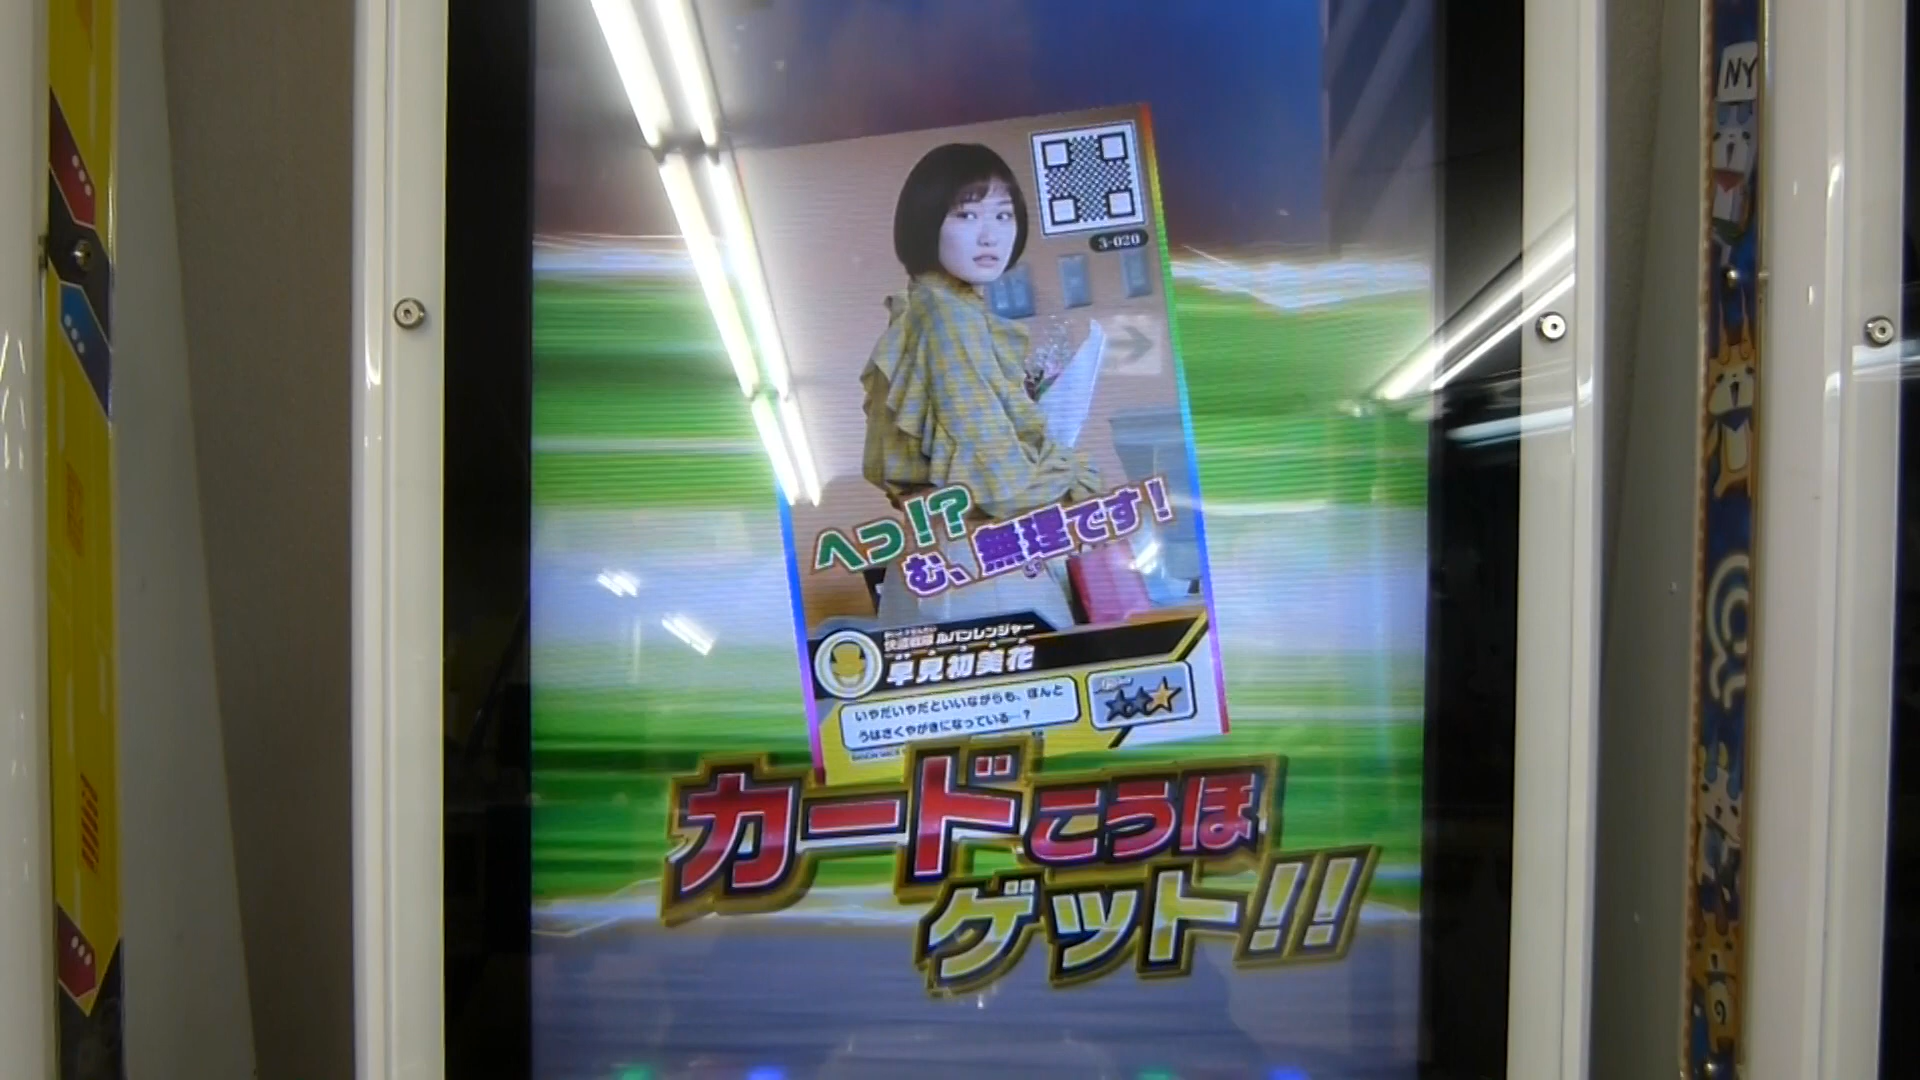 NY
3-020
へっ!?
む、無理です!
快盗戦隊 ルパンレンジャー
早見初美花
いやだいやだといいながらも、ほんと
うはさくやがきになっている…?
カードこうほ
ゲット!!